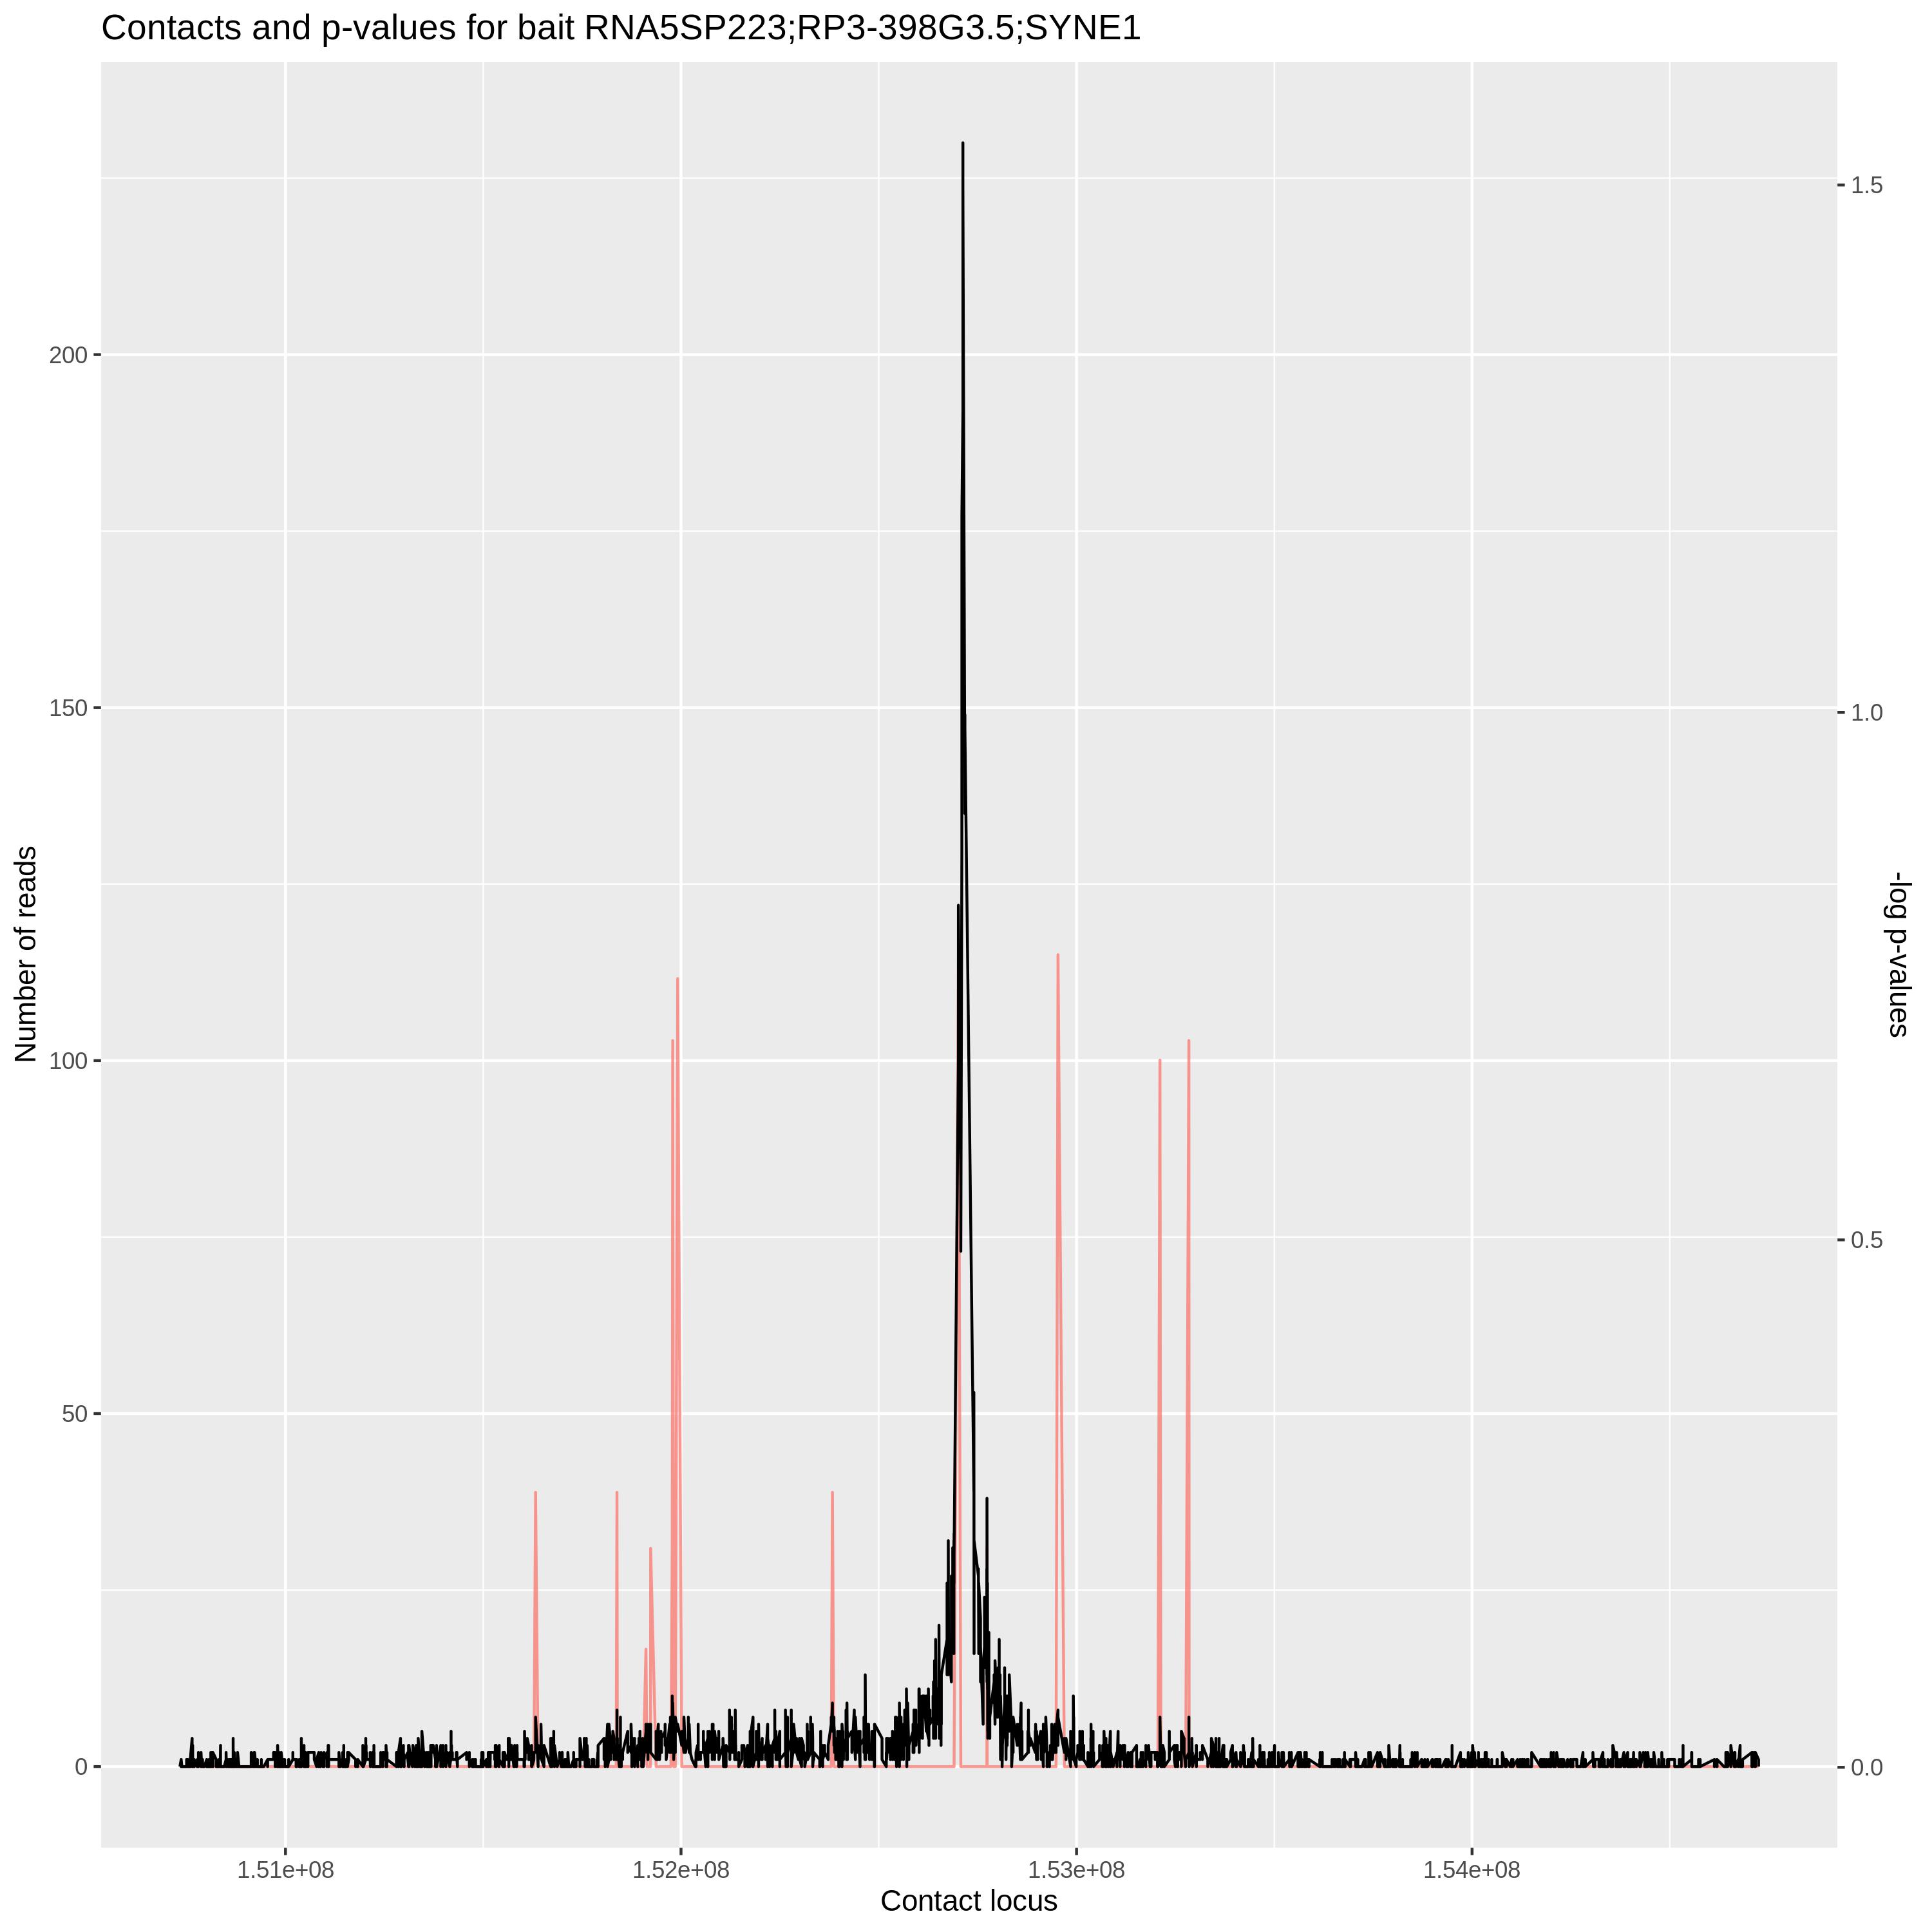 Contacts and p-values for bait RNA5SP223;RP3-398G3.5;SYNE1
Number of reads
200
150
100
50
0
1.5
1.0
0.5
0.0
-log p-values
1.51e+08 1.52e+08 1.53e+08 1.54e+08
Contact locus